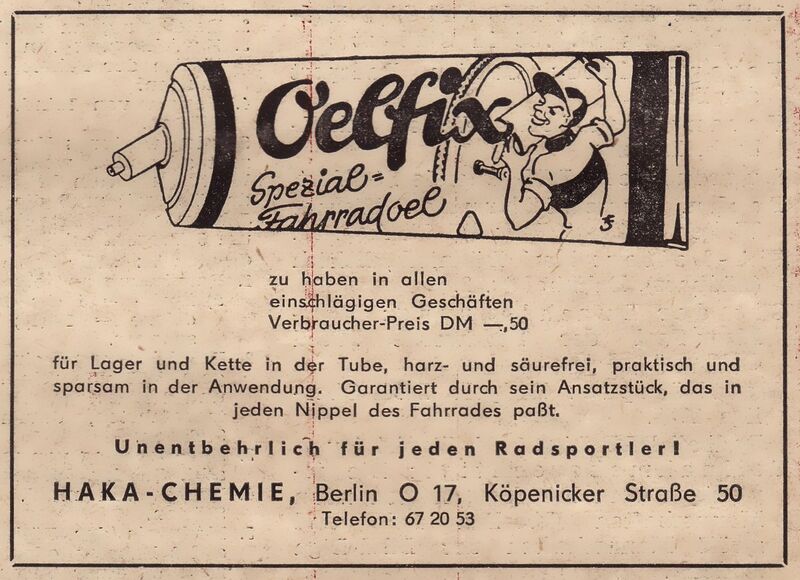 Oelfix
Spezial=
Fahrradoel
zu haben in allen
einschlägigen Geschäften
Verbraucher-Preis DM —,50
für Lager und Kette in der Tube, harz- und säurefrei, praktisch und
sparsam in der Anwendung. Garantiert durch sein Ansatzstück, das in
jeden Nippel des Fahrrades paßt.
Unentbehrlich für jeden Radsportler!
HAKA-CHEMIE, Berlin O 17, Köpenicker Straße 50
Telefon: 67 20 53